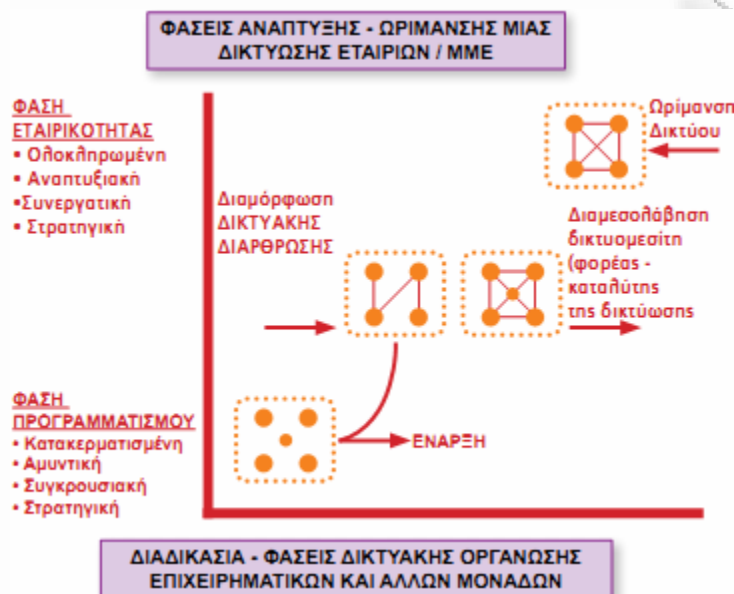 ΦΑΣΕΙΣ ΑΝΑΠΤΥΞΗΣ - ΩΡΙΜΑΝΣΗΣ ΜΙΑΣ
ΔΙΚΤΥΩΣΗΣ ΕΤΑΙΡΙΩΝ / ΜΜΕ
ΦΑΣΗ
ΕΤΑΙΡΙΚΟΤΗΤΑΣ
• Ολοκληρωμένη
• Αναπτυξιακή
•Συνεργατική
• Στρατηγική
Ωρίμανση
Δικτύου
Διαμόρφωση
ΔΙΚΤΥΑΚΗΣ
ΔΙΑΡΘΡΩΣΗΣ
Διαμεσολάβηση
δικτυομεσίτη
(φορέας -
καταλύτης
της δικτύωσης
ΦΑΣΗ
ΠΡΟΓΡΑΜΜΑΤΙΣΜΟΥ
• Κατακερματισμένη
• Αμυντική
• Συγκρουσιακή
• Στρατηγική
ΕΝΑΡΞΗ
ΔΙΑΔΙΚΑΣΙΑ - ΦΑΣΕΙΣ ΔΙΚΤΥΑΚΗΣ ΟΡΓΑΝΩΣΗΣ
ΕΠΙΧΕΙΡΗΜΑΤΙΚΩΝ ΚΑΙ ΑΛΛΩΝ ΜΟΝΑΔΩΝ